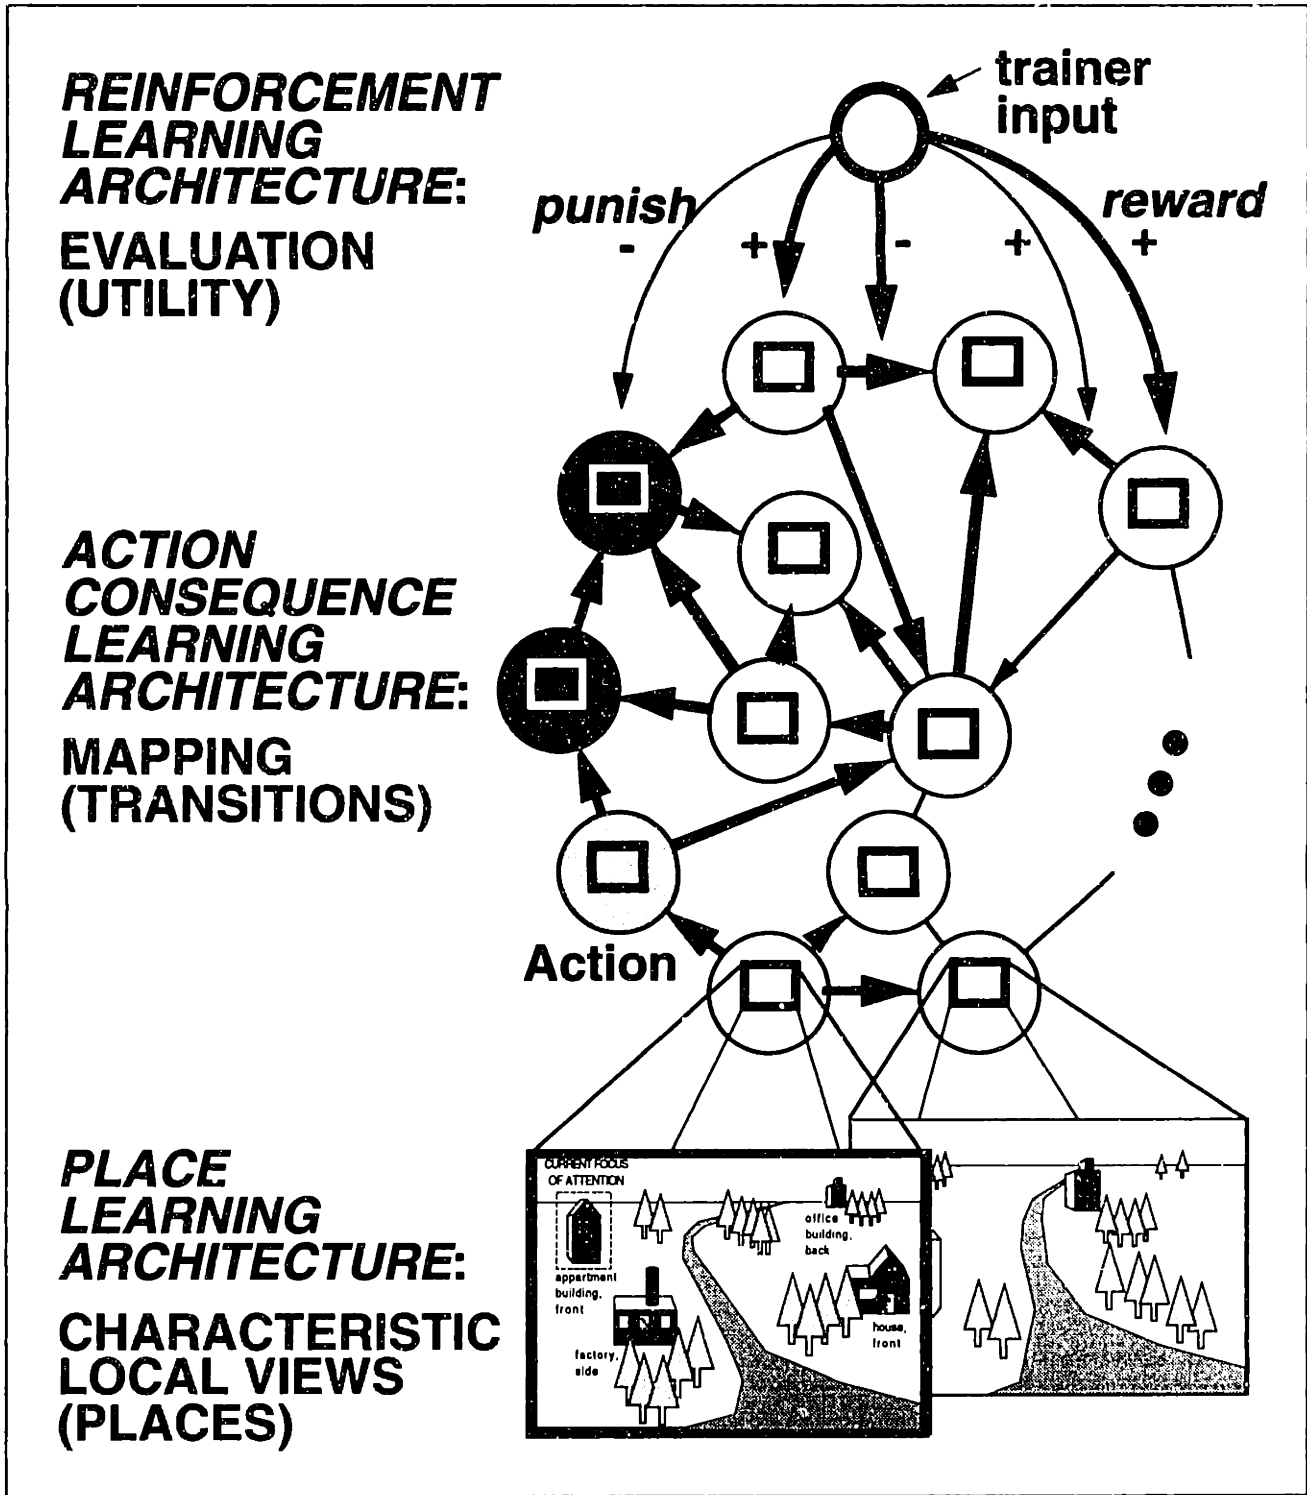 REINFORCEMENT
LEARNING
ARCHITECTURE:
EVALUATION
(UTILITY)
trainer
input
punish
reward
-
+
-
+
+
ACTION
CONSEQUENCE
LEARNING
ARCHITECTURE:
MAPPING
(TRANSITIONS)
Action
PLACE
LEARNING
ARCHITECTURE:
CHARACTERISTIC
LOCAL VIEWS
(PLACES)
CURRENT FOCUS
OF ATTENTION
office
building,
back
appartment
building,
front
house,
front
factory,
side